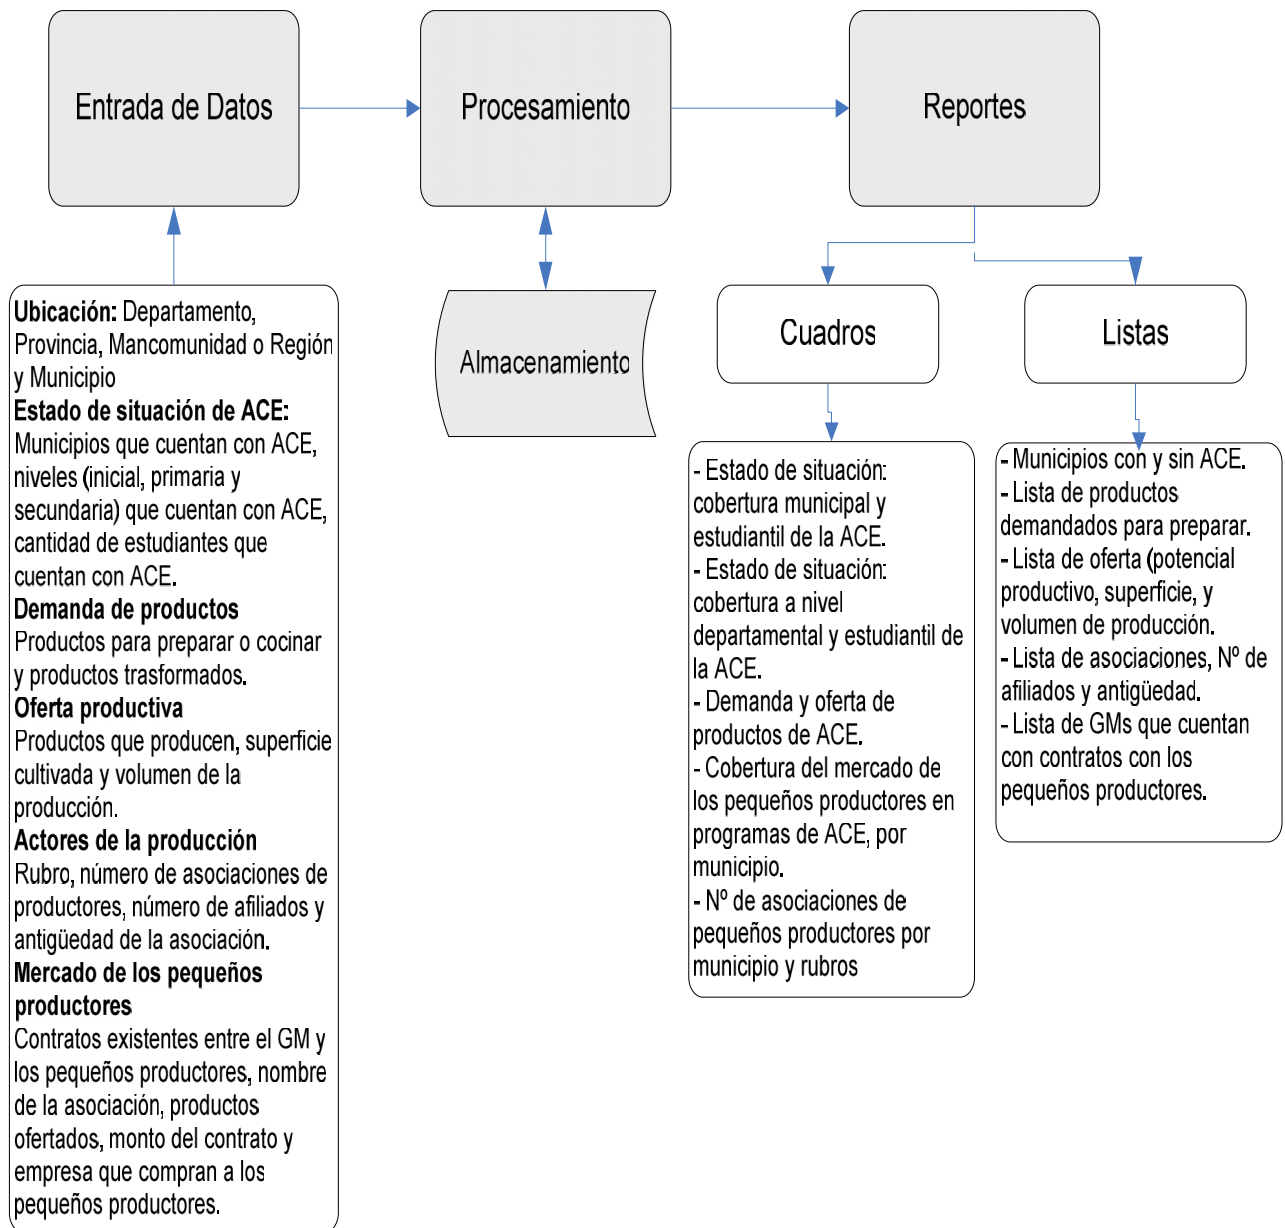 Entrada de Datos
Procesamiento
Reportes
Almacenamiento
Cuadros
Listas
Ubicación: Departamento,
Provincia, Mancomunidad o Región
y Municipio
Estado de situación de ACE:
Municipios que cuentan con ACE,
niveles (inicial, primaria y
secundaria) que cuentan con ACE,
cantidad de estudiantes que
cuentan con ACE.
Demanda de productos
Productos para preparar o cocinar
y productos trasformados.
Oferta productiva
Productos que producen, superficie
cultivada y volumen de la
producción.
Actores de la producción
Rubro, número de asociaciones de
productores, número de afiliados y
antigüedad de la asociación.
Mercado de los pequeños
productores
Contratos existentes entre el GM y
los pequeños productores, nombre
de la asociación, productos
ofertados, monto del contrato y
empresa que compran a los
pequeños productores.
- Estado de situación:
cobertura municipal y
estudiantil de la ACE.
- Estado de situación:
cobertura a nivel
departamental y estudiantil de
la ACE.
- Demanda y oferta de
productos de ACE.
- Cobertura del mercado de
los pequeños productores en
programas de ACE, por
municipio.
- Nº de asociaciones de
pequeños productores por
municipio y rubros
- Municipios con y sin ACE.
- Lista de productos
demandados para preparar.
- Lista de oferta (potencial
productivo, superficie, y
volumen de producción.
- Lista de asociaciones, Nº de
afiliados y antigüedad.
- Lista de GMs que cuentan
con contratos con los
pequeños productores.